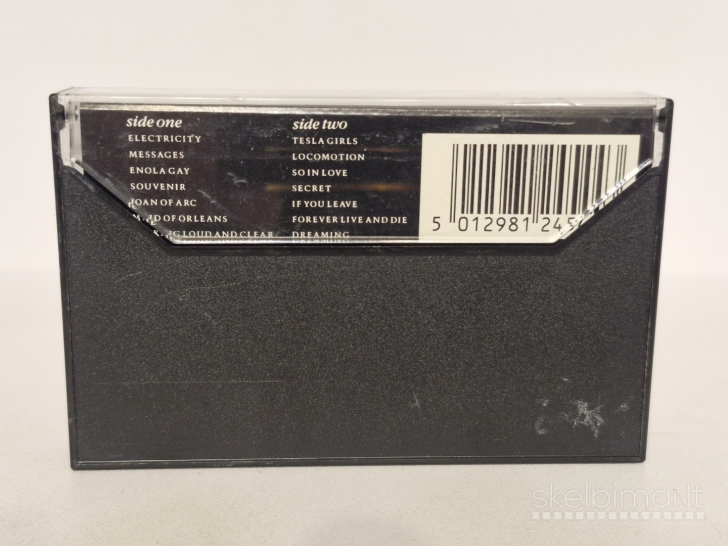 side one
ELECTRICITY
MESSAGES
ENOLA GAY
SOUVENIR
JOAN OF ARC
OF ORLEANS
LOUD AND CLEAR
side two
TESLA GIRLS
LOCOMOTION
SO IN LOVE
SECRET
IF YOU LEAVE
FOREVER LIVE AND DIE
DREAMING
5 012981 245
skelbimai.lt